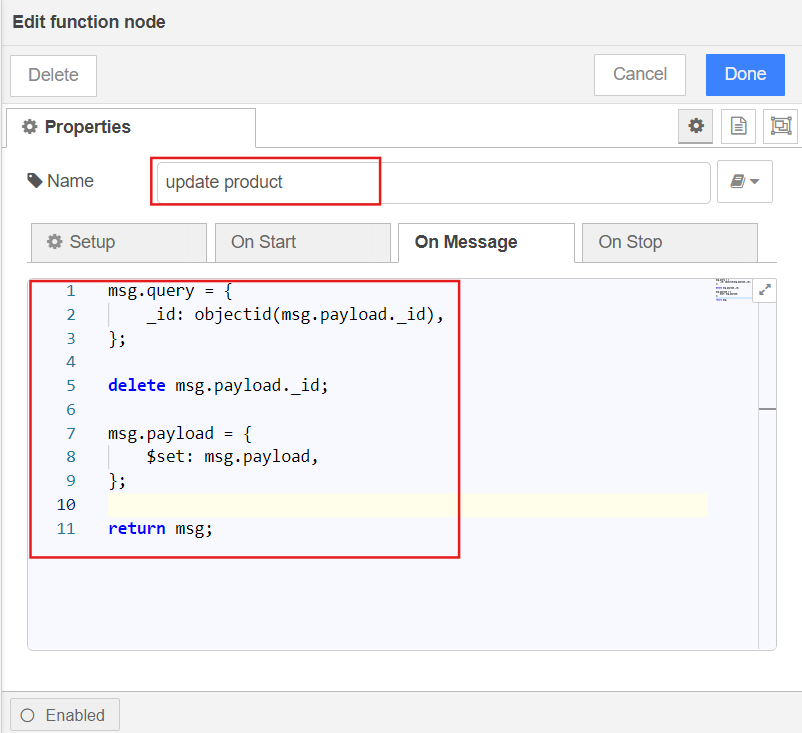 Edit function node
Delete
Cancel
Done
Properties
Name
update product
Setup
On Start
On Message
On Stop
1 msg.query = {
2 _id: objectid(msg.payload._id),
3 };
4
5 delete msg.payload._id;
6
7 msg.payload = {
8 $set: msg.payload,
9 };
10
11 return msg;
Enabled